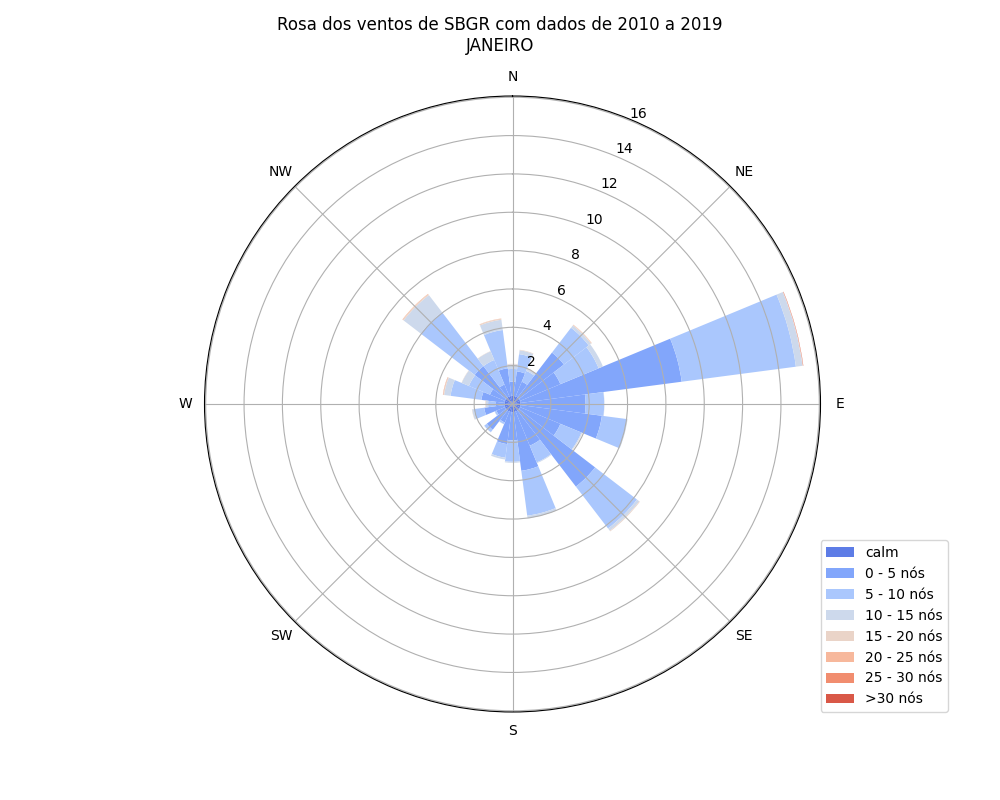 Rosa dos ventos de SBGR com dados de 2010 a 2019
JANEIRO
N
NE
E
SE
S
SW
W
NW
16
14
12
10
8
6
4
2
calm
0 - 5 nós
5 - 10 nós
10 - 15 nós
15 - 20 nós
20 - 25 nós
25 - 30 nós
>30 nós